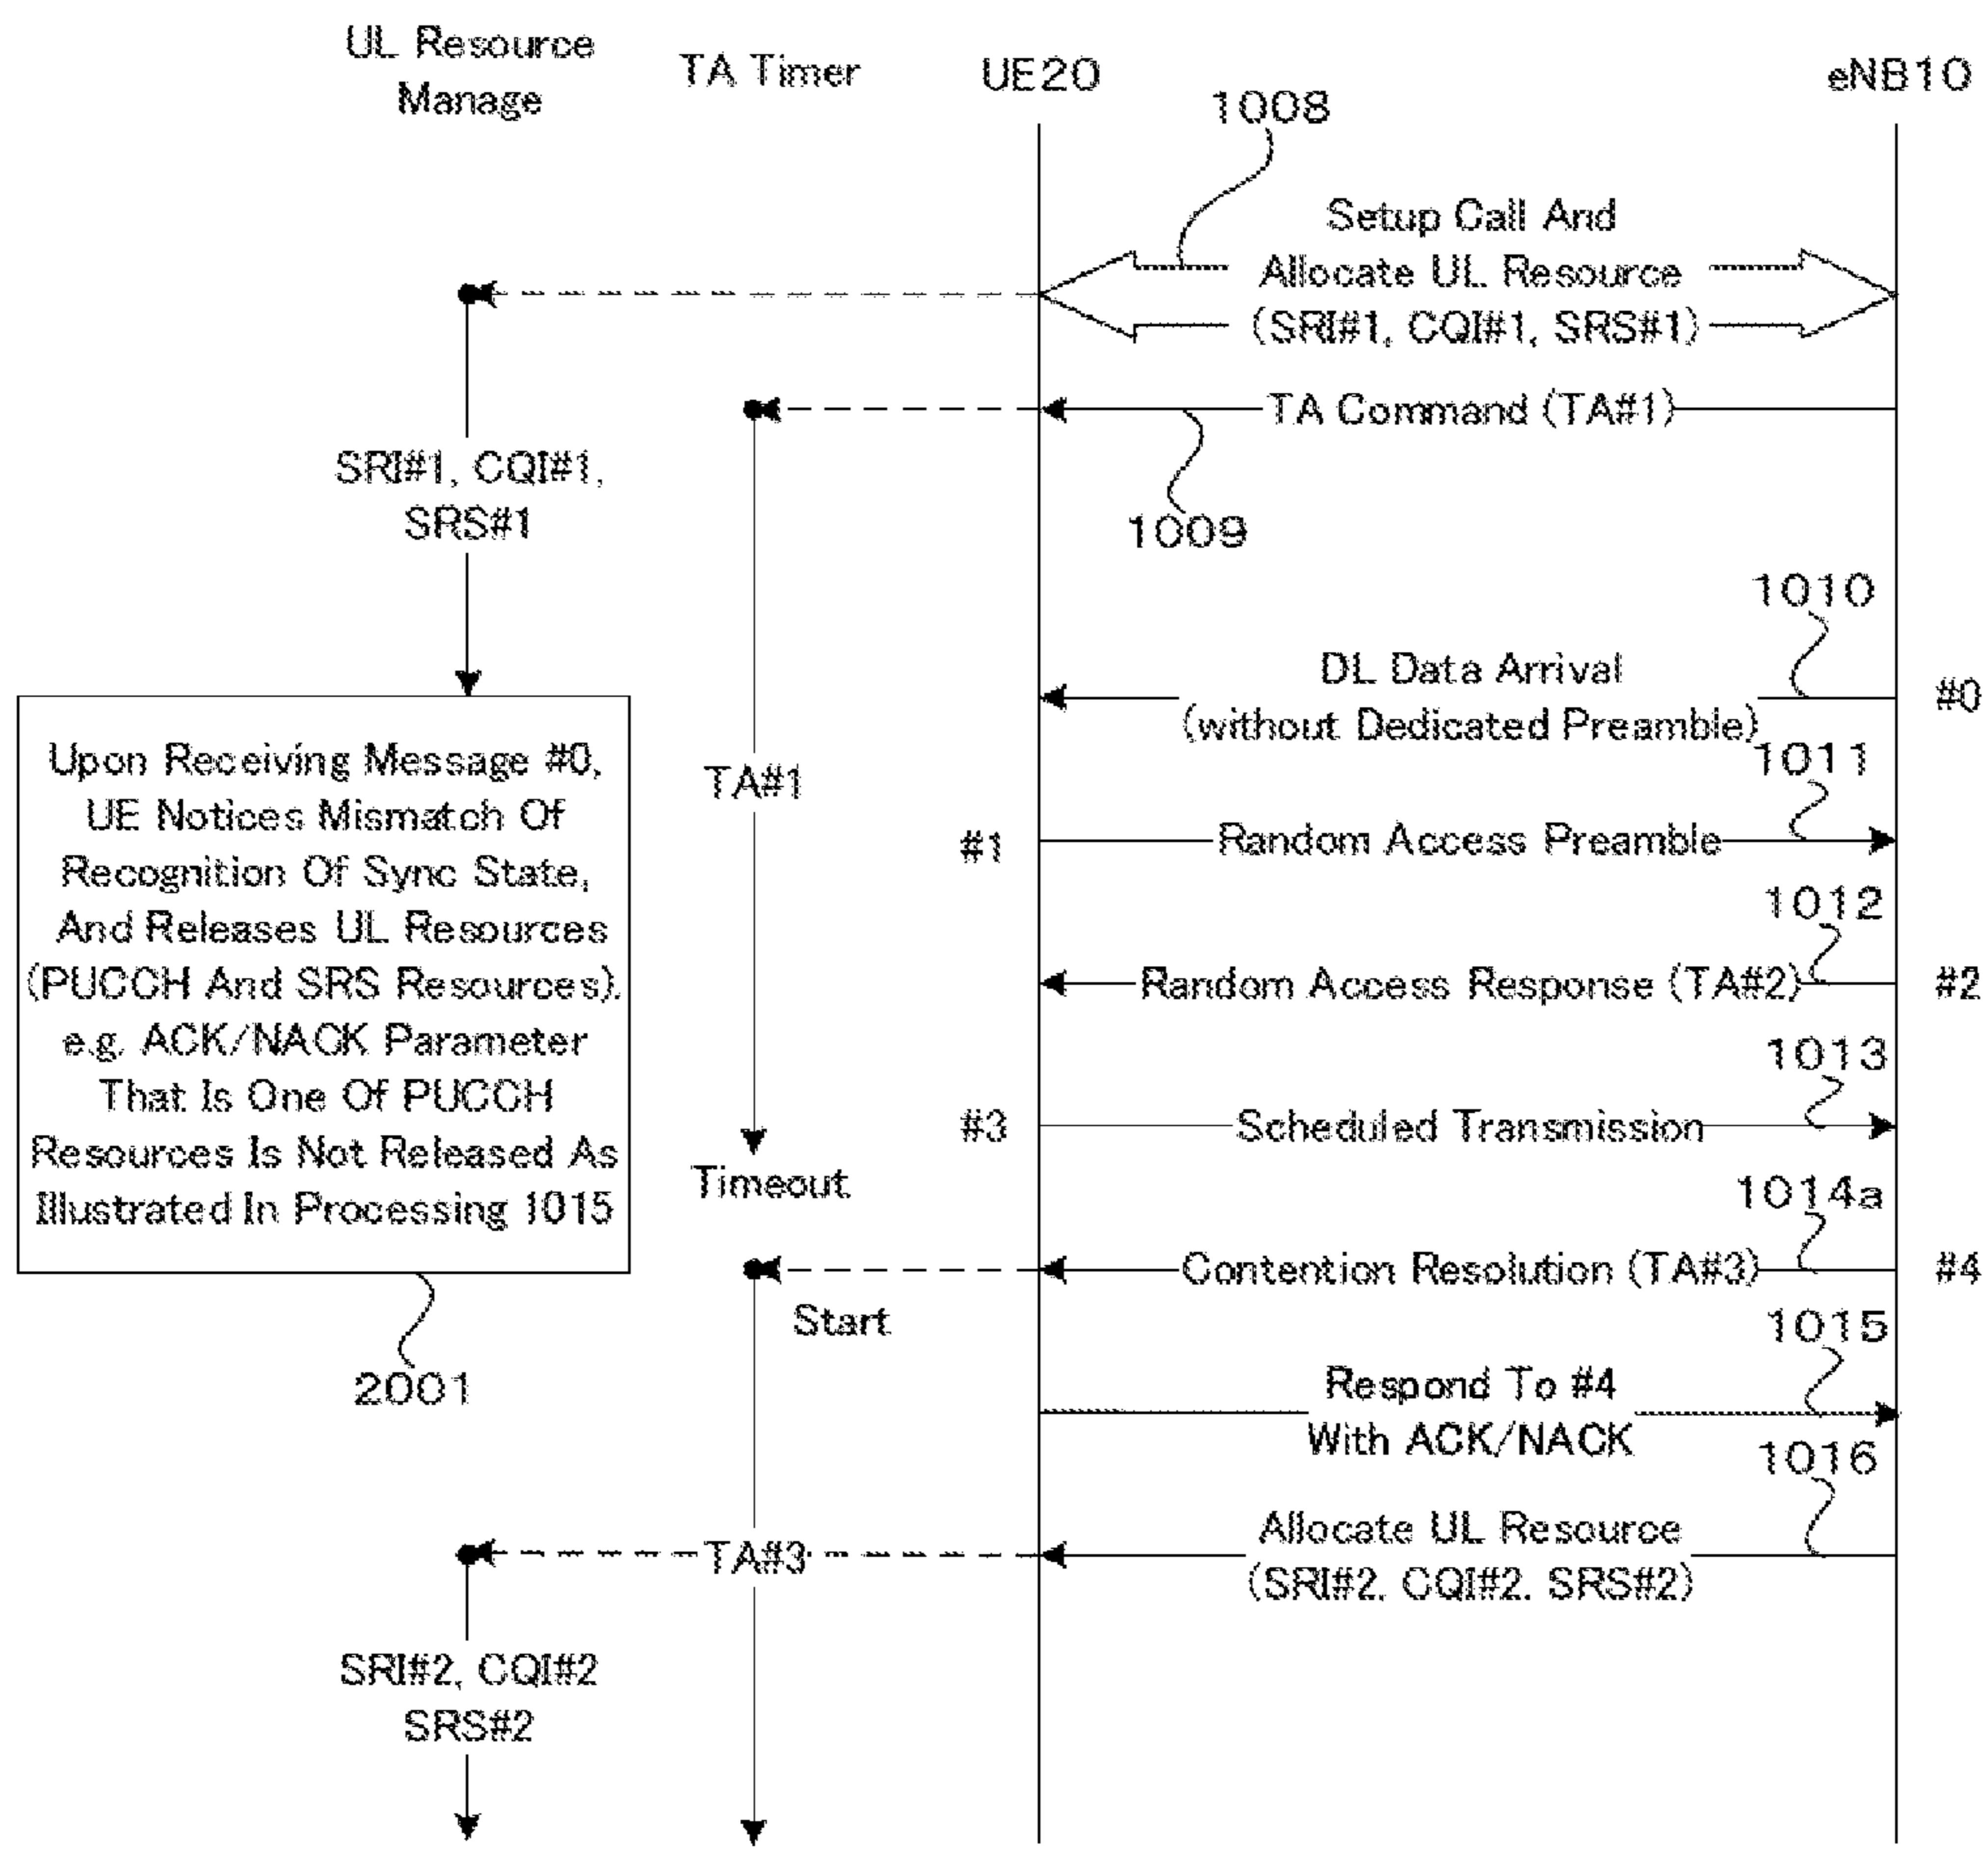 UL Resource
Manage
TA Timer
UE20
eNB10
1008
Setup Call And
Allocate UL Resource
(SRI#1, CQI#1, SRS#1)
TA Command (TA#1)
SRI#1, CQI#1,
SRS#1
1009
1010
DL Data Arrival
(without Dedicated Preamble)
#0
1011
Upon Receiving Message #0,
UE Notices Mismatch Of
Recognition Of Sync State,
And Releases UL Resources
(PUCCH And SRS Resources).
e.g. ACK/NACK Parameter
That Is One Of PUCCH
Resources Is Not Released As
Illustrated In Processing 1015
2001
TA#1
#1
Random Access Preamble
1012
Random Access Response (TA#2)
#2
1013
#3
Scheduled Transmission
Timeout
1014a
Contention Resolution (TA#3)
#4
Start
1015
Respond To #4
With ACK/NACK
1016
Allocate UL Resource
(SRI#2, CQI#2, SRS#2)
TA#3
SRI#2, CQI#2
SRS#2